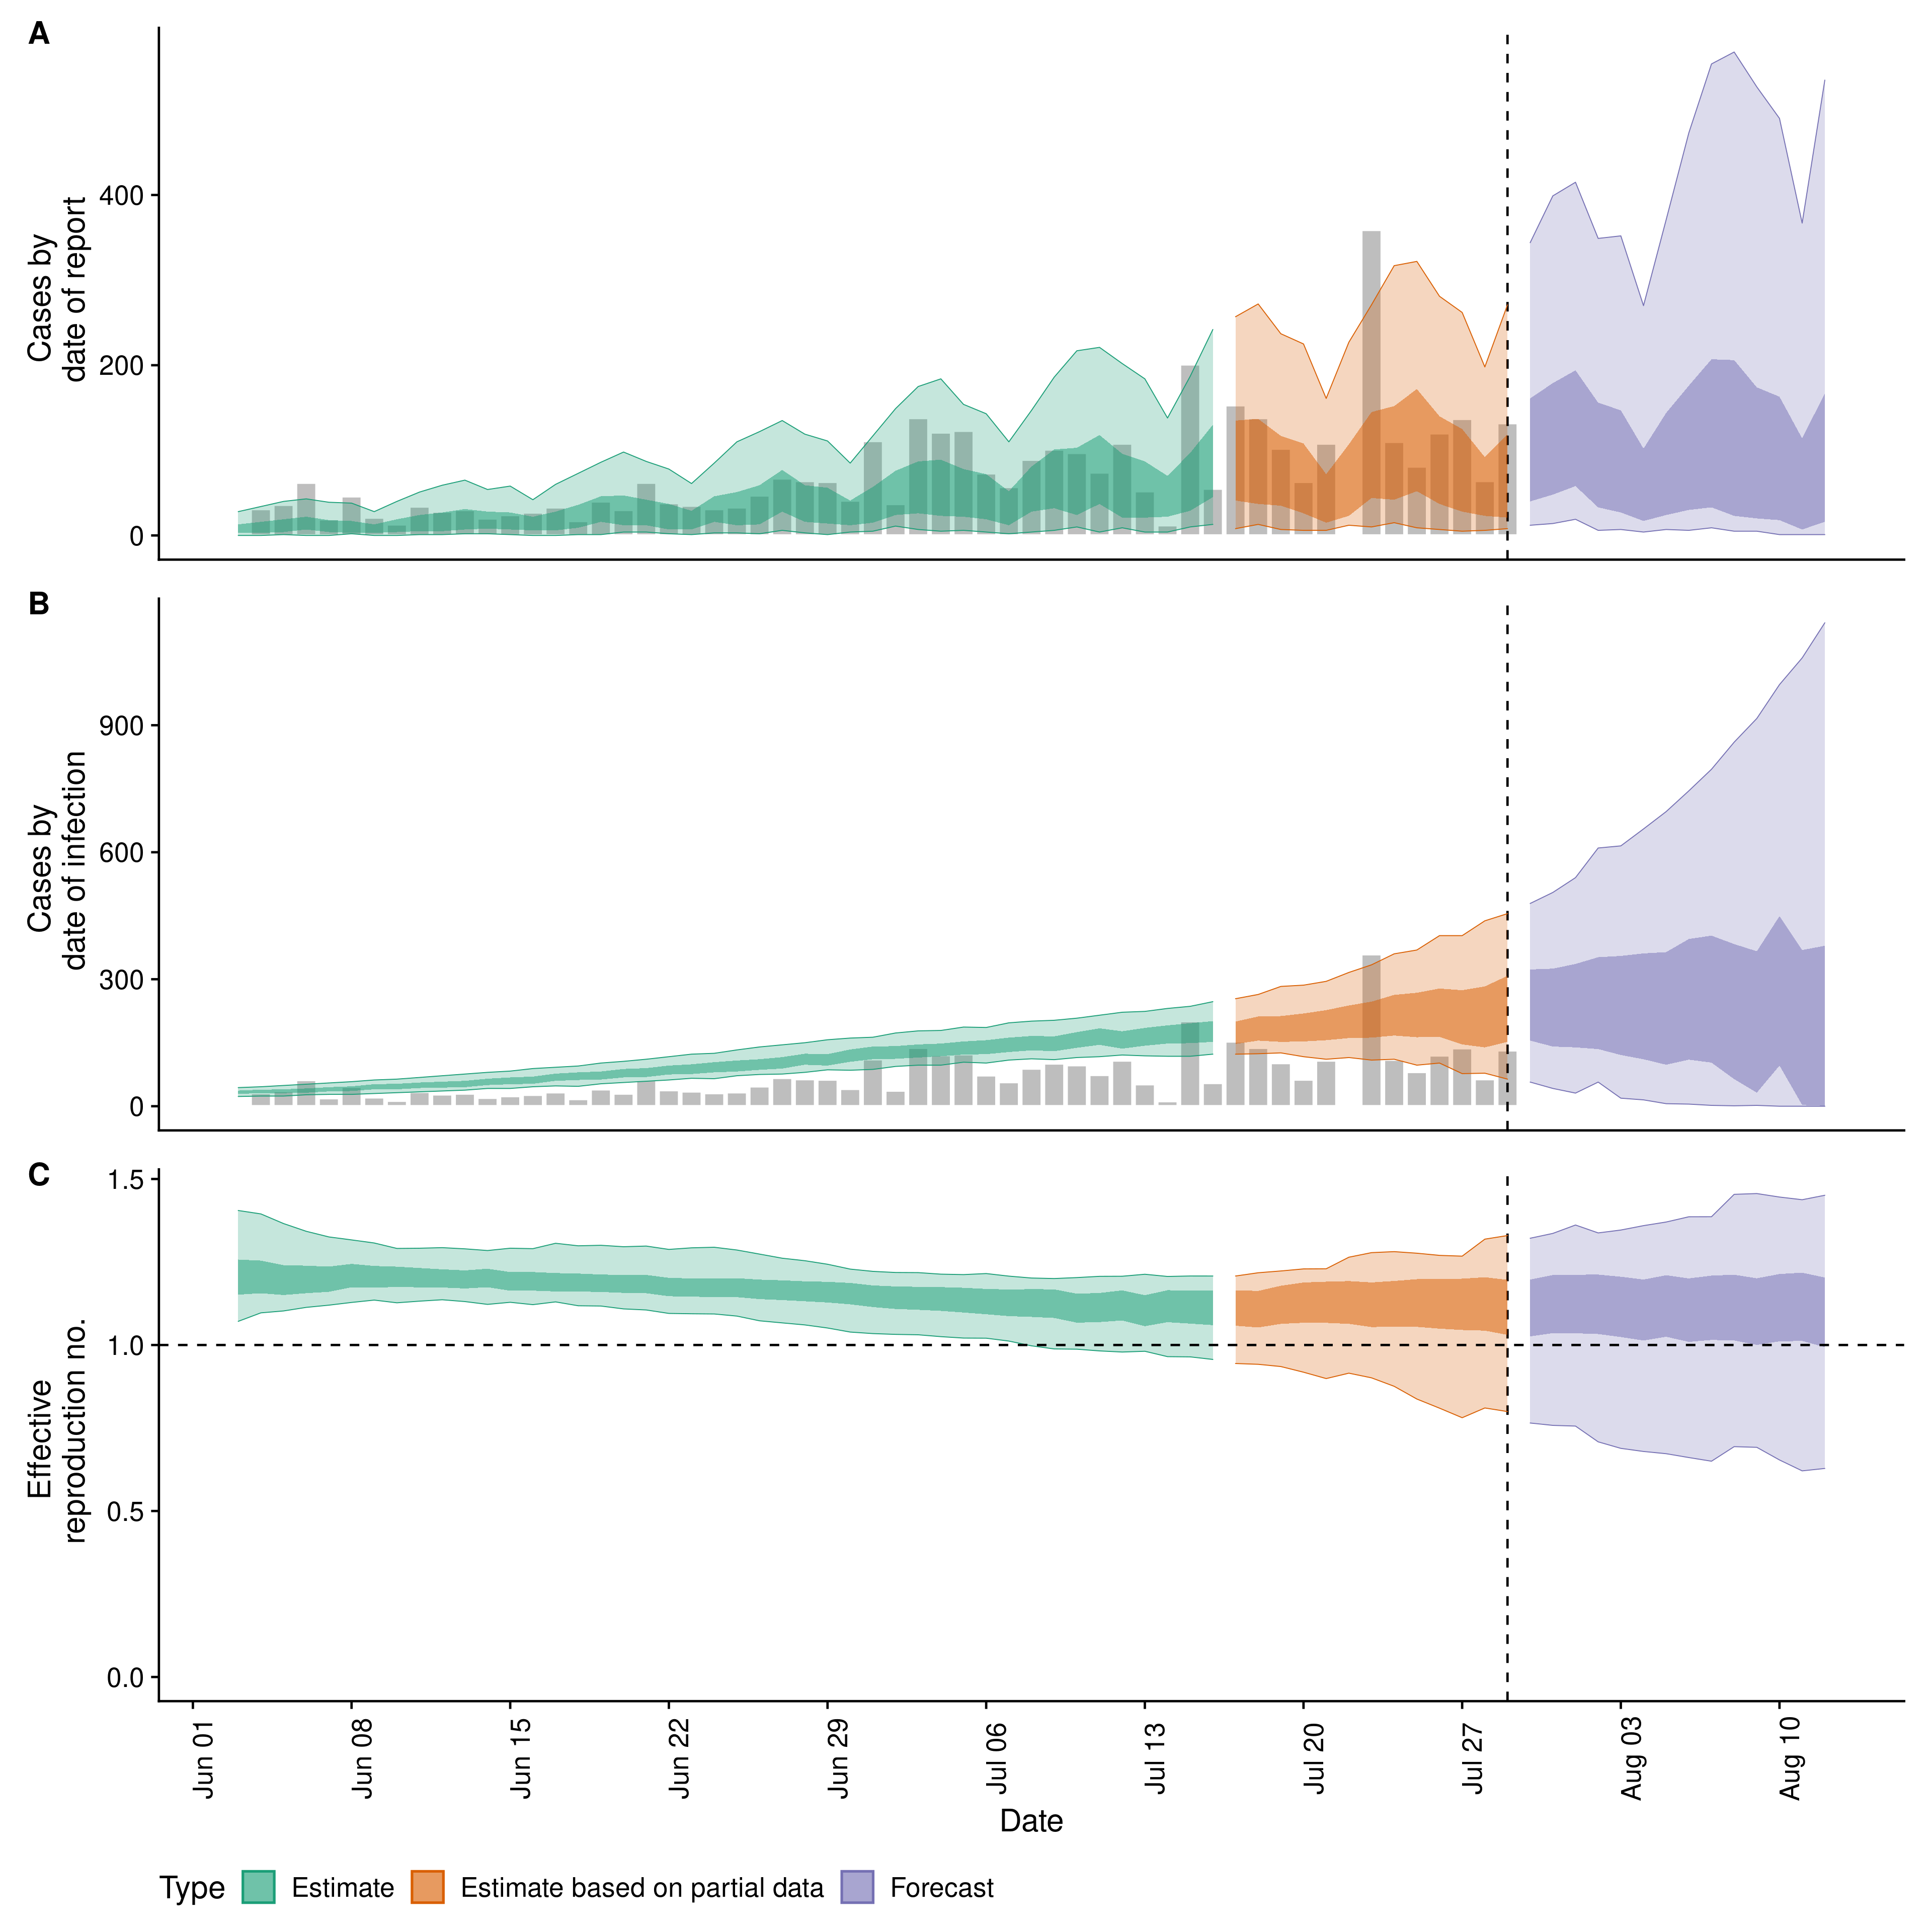 A
Cases by
date of report
400
200
0
B
Cases by
date of infection
900
600
300
0
C
Effective
reproduction no.
1.5
1.0
0.5
0.0
Jun 01
Jun 08
Jun 15
Jun 22
Jun 29
Jul 06
Jul 13
Jul 20
Jul 27
Aug 03
Aug 10
Date
Type Estimate Estimate based on partial data Forecast